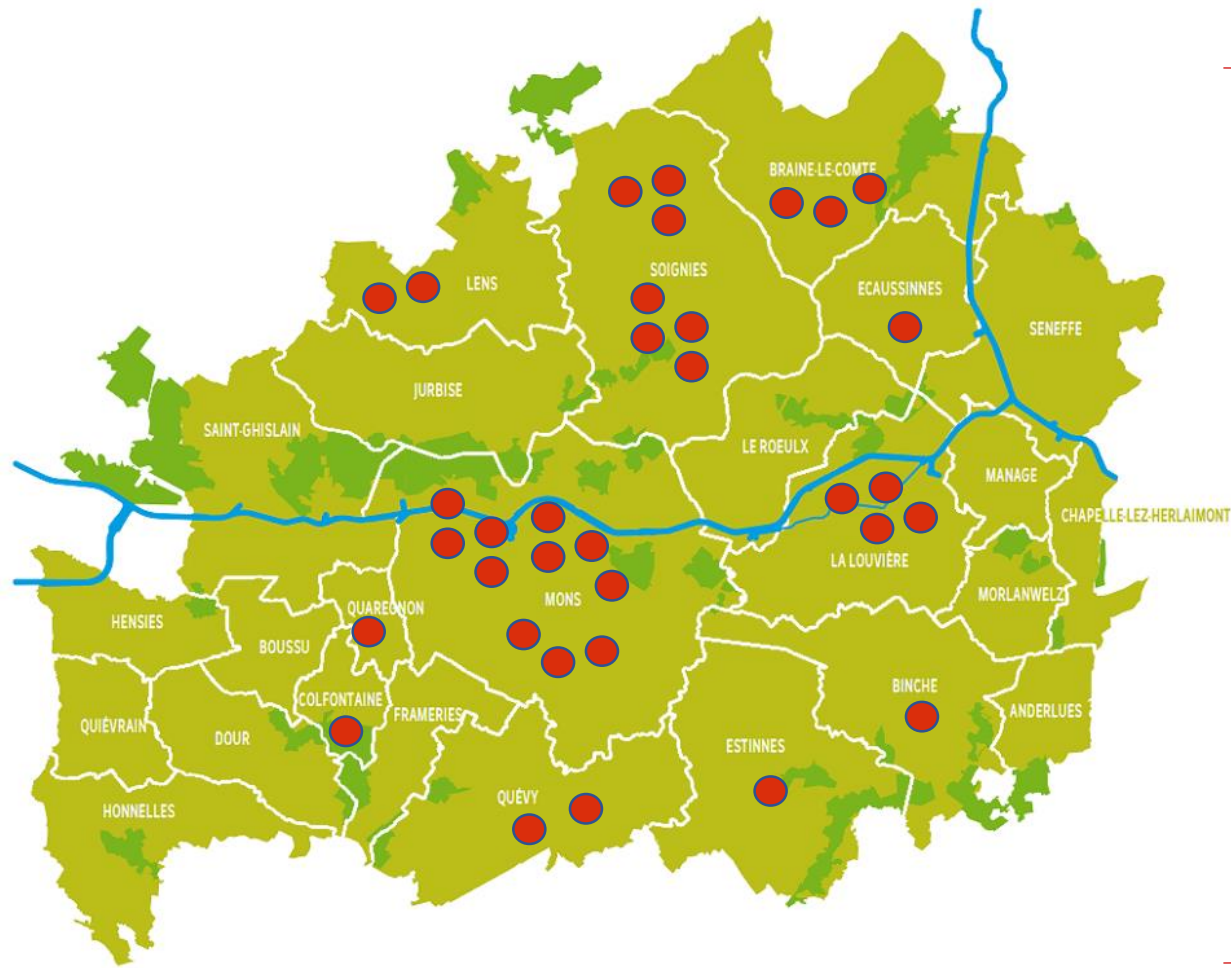 BRAINE-LE-COMTE
SOIGNIES
LENS
ECAUSSINNES
SENEFFE
JURBISE
SAINT-GHISLAIN
LE ROEULX
MANAGE
CHAPELLE-LEZ-HERLAIMONT
LA LOUVIÈRE
MORLANWELZ
MONS
QUAREGNON
HENSIES
BOUSSU
BINCHE
COLFONTAINE
ANDERLUES
FRAMERIES
QUIÉVRAIN
DOUR
ESTINNES
QUÉVY
HONNELLES